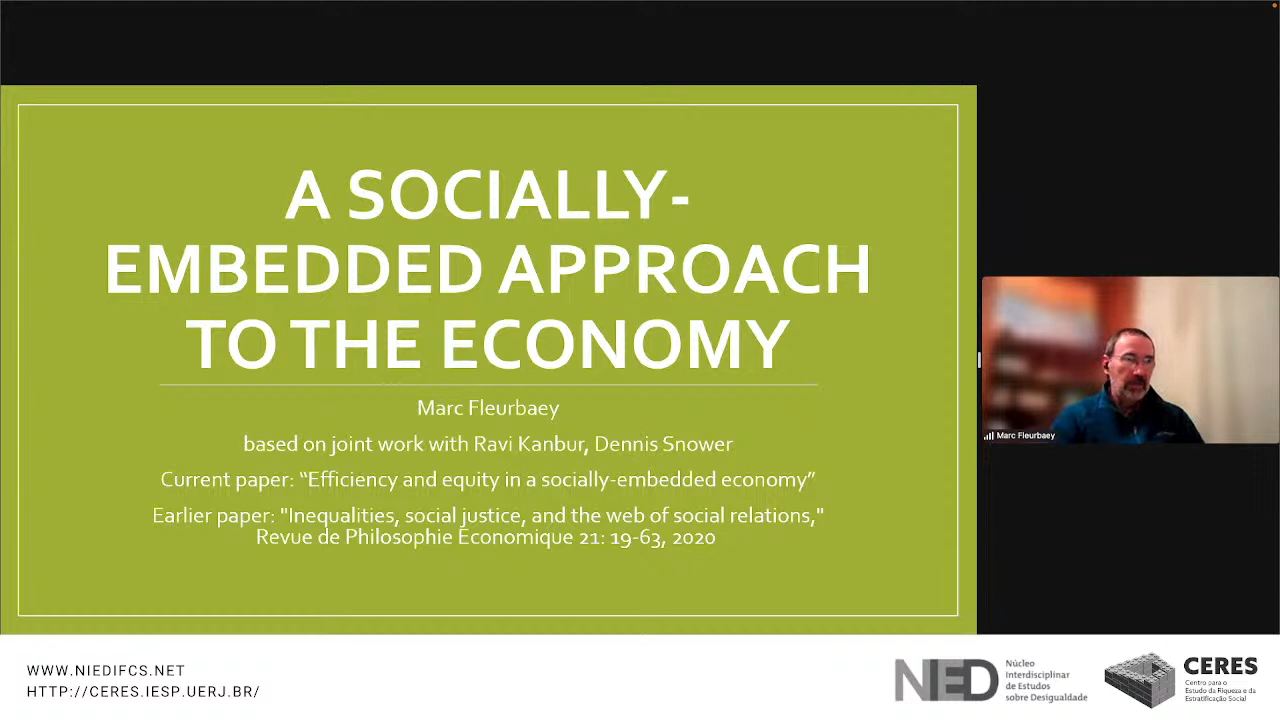 A SOCIALLY-
EMBEDDED APPROACH
TO THE ECONOMY
Marc Fleurbaey
based on joint work with Ravi Kanbur, Dennis Snower
Current paper: “Efficiency and equity in a socially-embedded economy”
Earlier paper: "Inequalities, social justice, and the web of social relations,"
Revue de Philosophie Economique 21: 19-63, 2020
Marc Fleurbaey
WWW.NIEDIFCS.NET
HTTP://CERES.IESP.UERJ.BR/
NIED
Núcleo
Interdisciplinar
de Estudos
sobre Desigualdade
CERES
Centro para o
Estudo da Riqueza e da
Estratificação Social